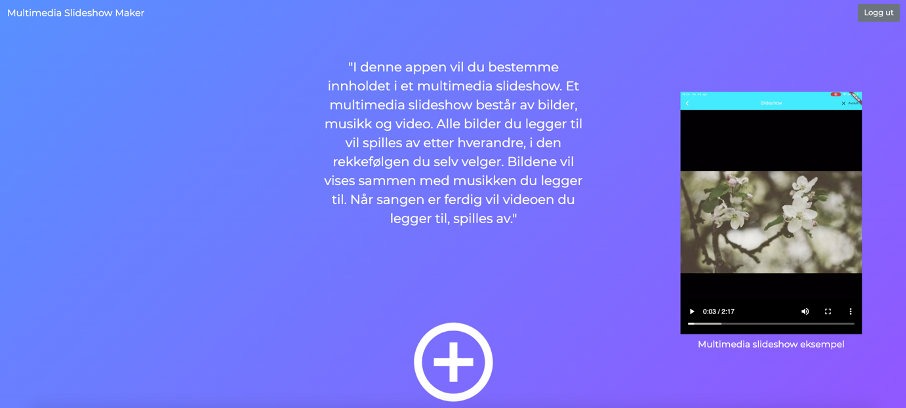 Multimedia Slideshow Maker
Logg ut
"I denne appen vil du bestemme
innholdet i et multimedia slideshow. Et
multimedia slideshow består av bilder,
musikk og video. Alle bilder du legger til
vil spilles av etter hverandre, i den
rekkefølgen du selv velger. Bildene vil
vises sammen med musikken du legger
til. Når sangen er ferdig vil videoen du
legger til, spilles av."
Slideshow
0:03 / 2:17
Multimedia slideshow eksempel